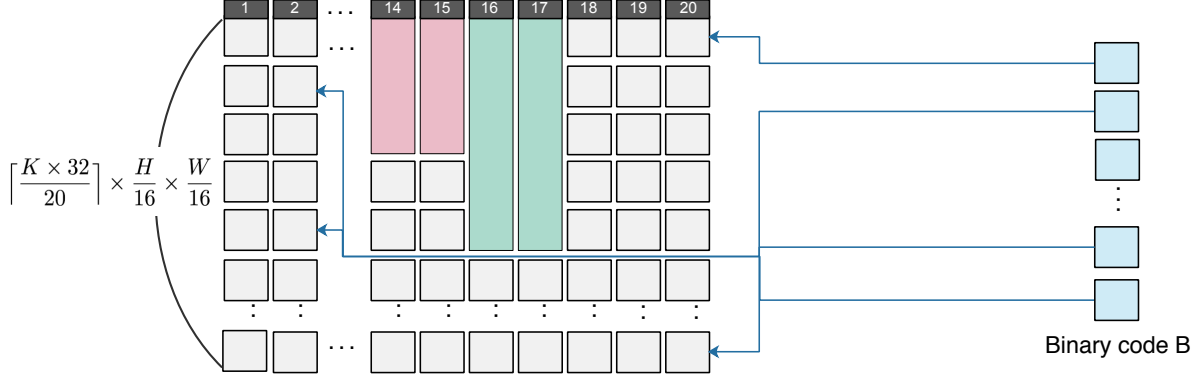 1 2 ... 14 15 16 17 18 19 20
...
⌈K × 32 / 20⌉ × H / 16 × W / 16
⋮ ⋮ ⋮ ⋮ ⋮ ⋮ ⋮ ⋮ ⋮
...
⋮
Binary code B